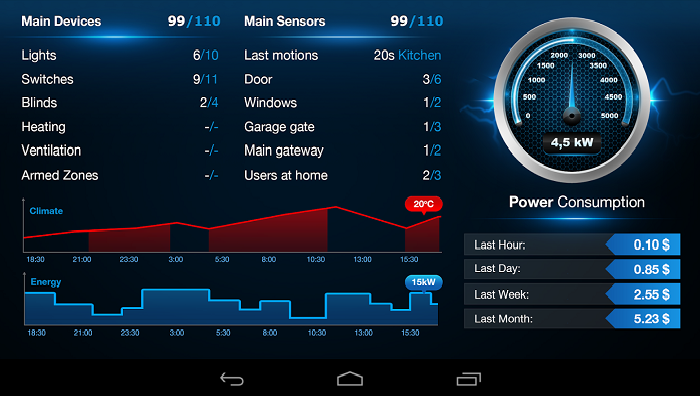 Main Devices 99/110
Lights 6/10
Switches 9/11
Blinds 2/4
Heating -/-
Ventilation -/-
Armed Zones -/-
Main Sensors 99/110
Last motions 20s Kitchen
Door 3/6
Windows 1/2
Garage gate 1/3
Main gateway 1/2
Users at home 2/3
Climate
20°C
18:30 21:00 23:30 3:00 5:30 8:00 10:30 13:00 15:30
Energy
15kW
18:30 21:00 23:30 3:00 5:30 8:00 10:30 13:00 15:30
0 500 1000 1500 2000 3000 3500 4000 4500 5000
4,5 kW
Power Consumption
Last Hour: 0.10 $
Last Day: 0.85 $
Last Week: 2.55 $
Last Month: 5.23 $